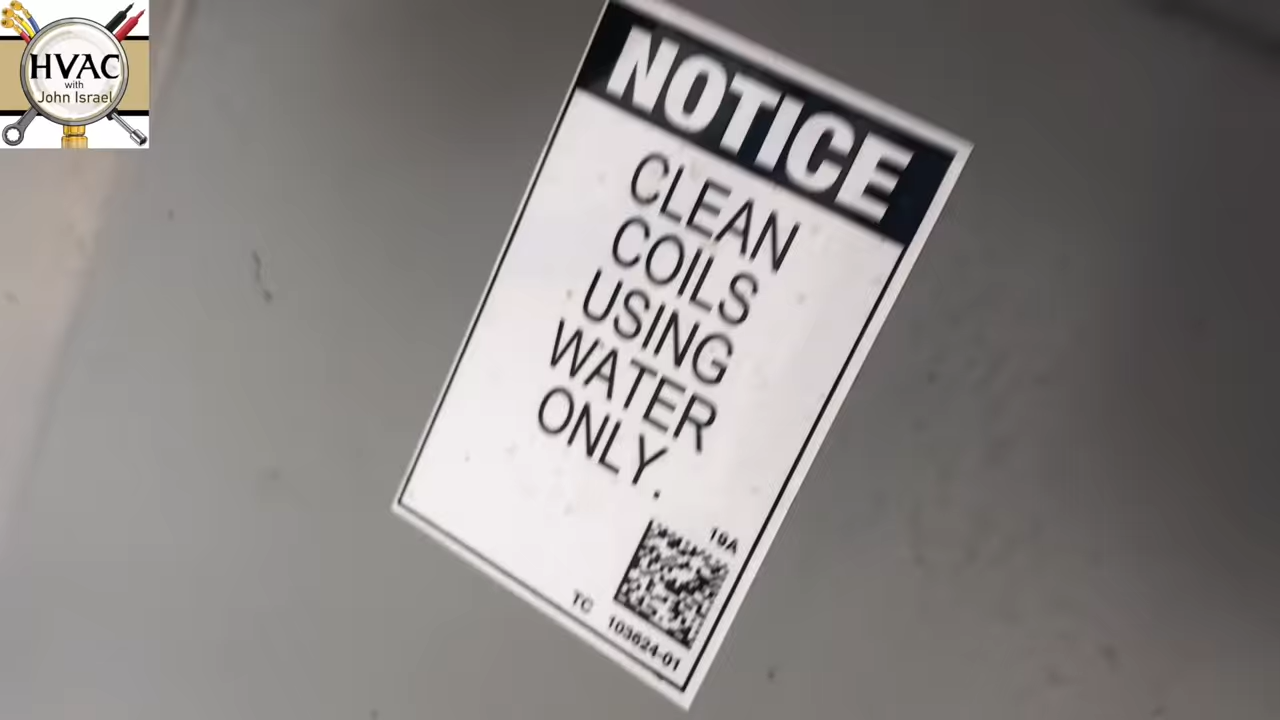 HVAC
with
John Israel
NOTICE
CLEAN
COILS
USING
WATER
ONLY.
19A
TC 103624-01